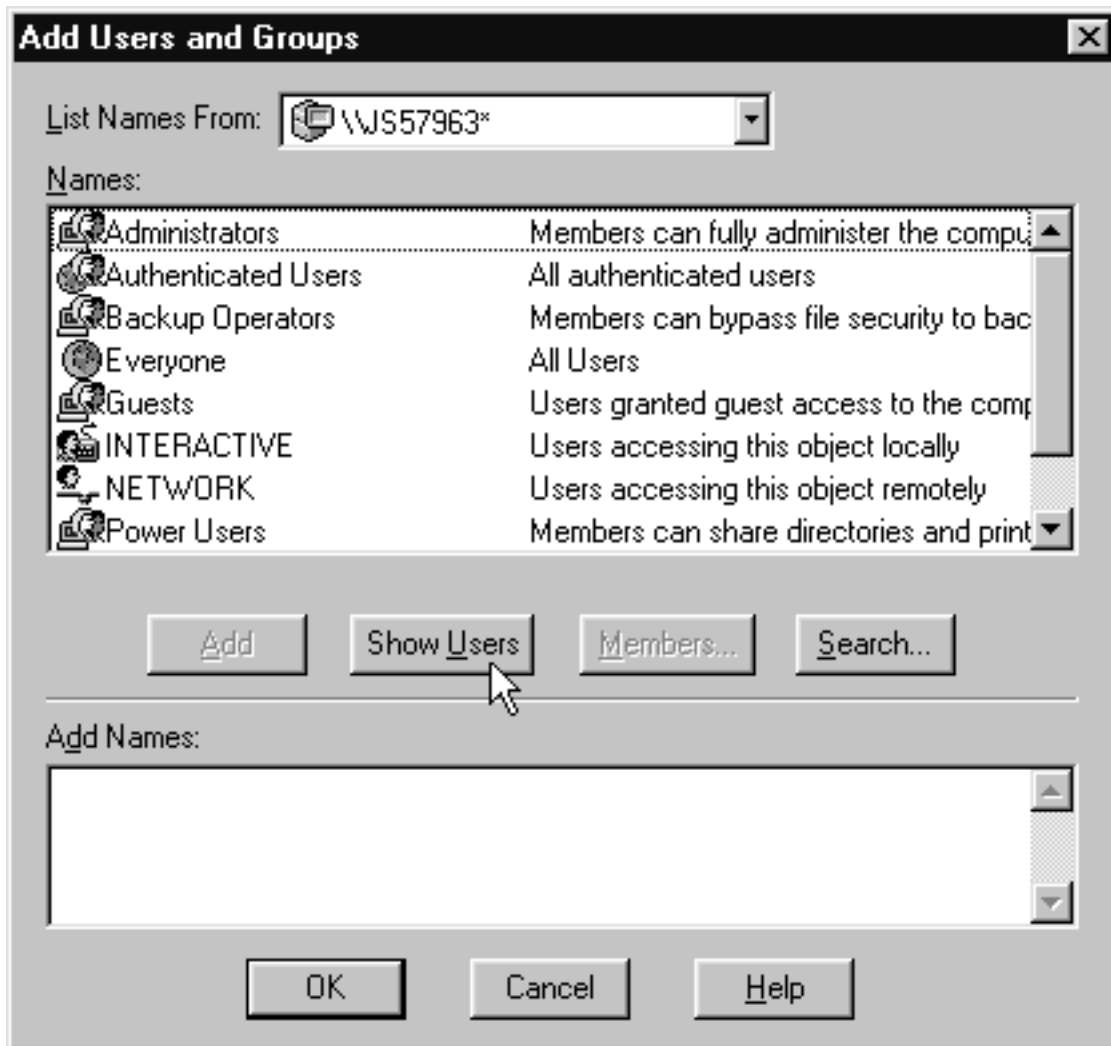 Add Users and Groups
List Names From: \\JS57963*
Names:
Administrators Members can fully administer the compu
Authenticated Users All authenticated users
Backup Operators Members can bypass file security to bac
Everyone All Users
Guests Users granted guest access to the comp
INTERACTIVE Users accessing this object locally
NETWORK Users accessing this object remotely
Power Users Members can share directories and print
Add Show Users Members... Search...
Add Names:
OK Cancel Help